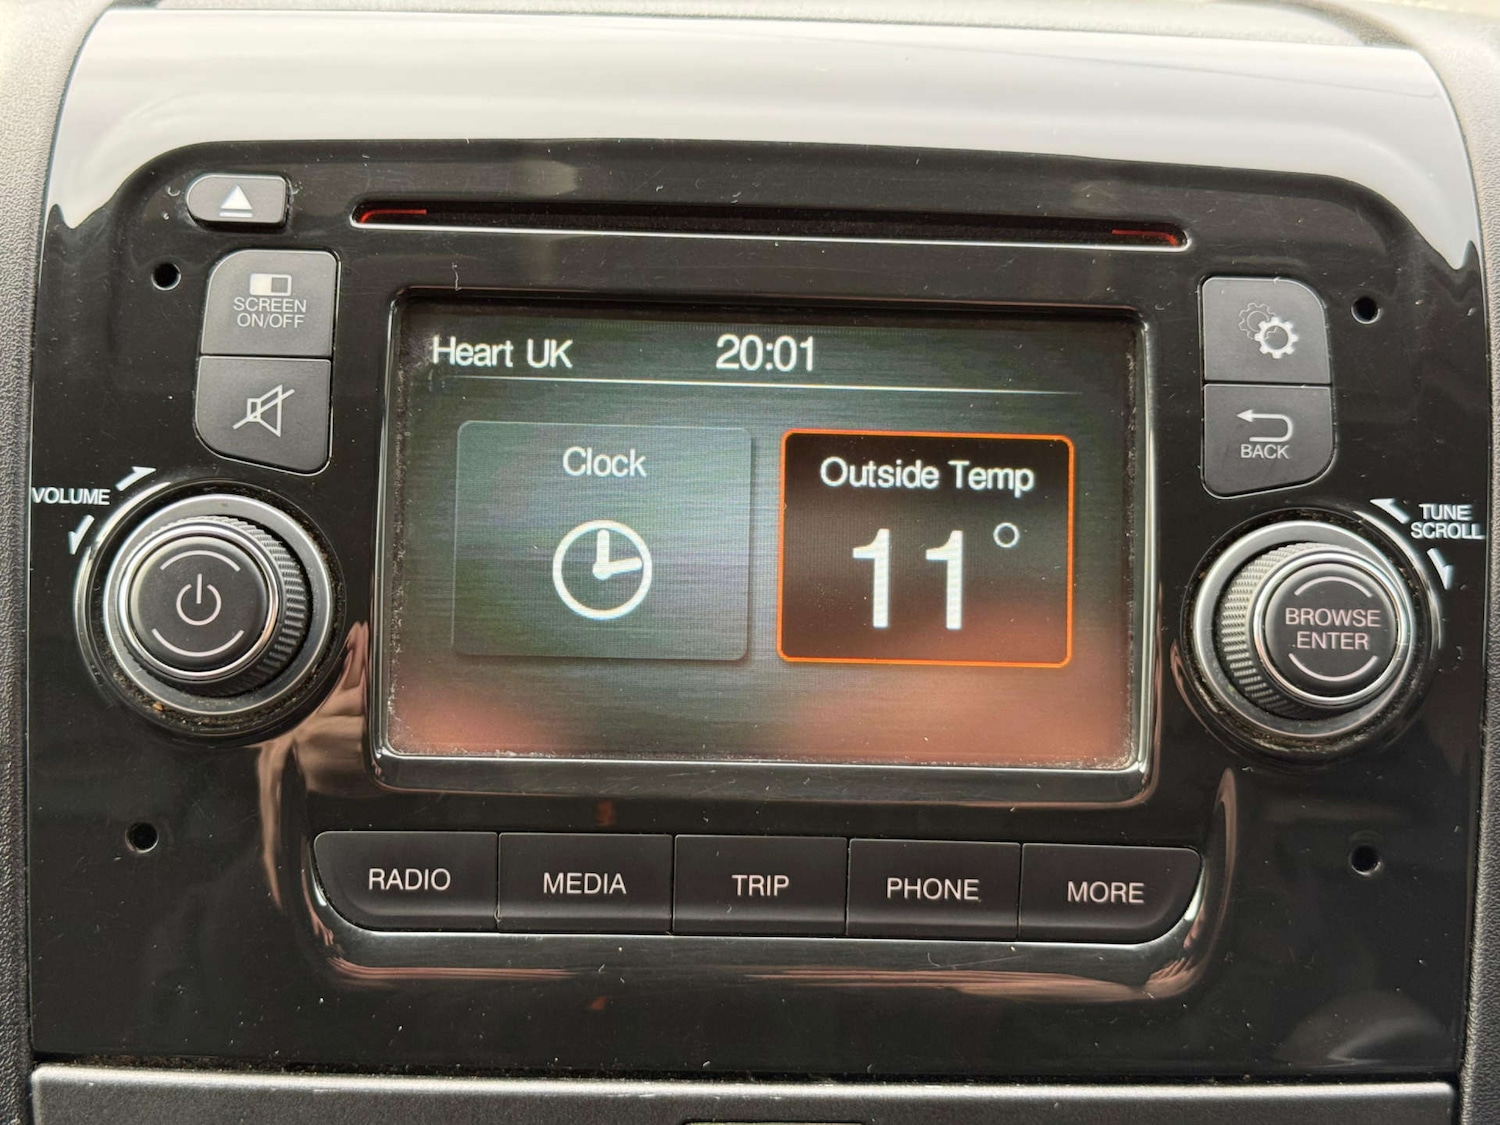 SCREEN
ON/OFF
VOLUME
Heart UK 20:01
Clock
Outside Temp
11°
BACK
TUNE
SCROLL
BROWSE
ENTER
RADIO MEDIA TRIP PHONE MORE